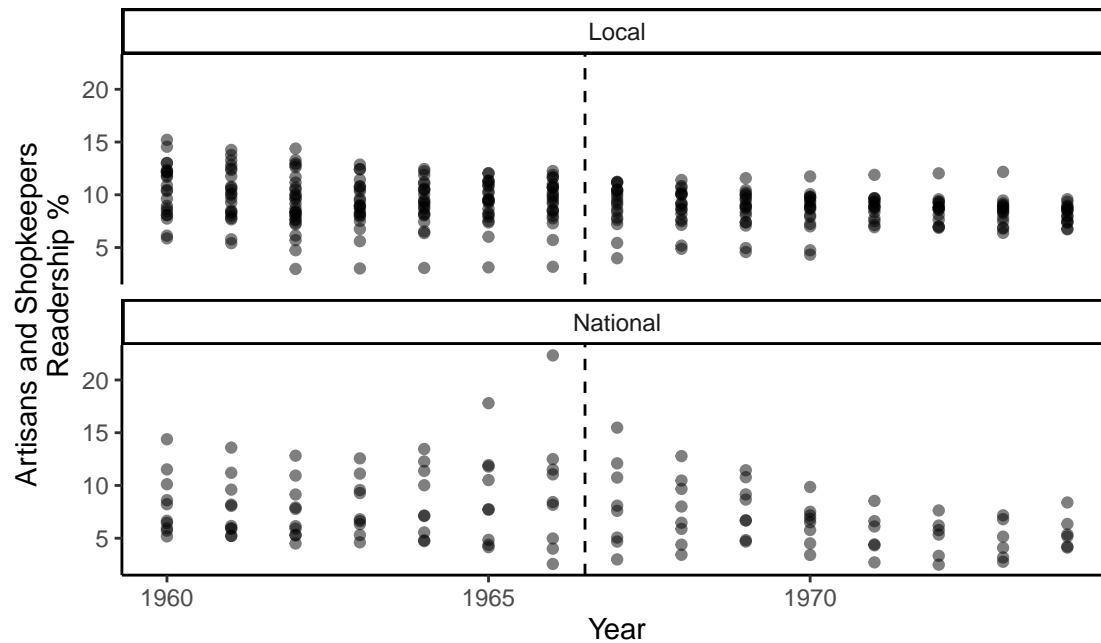 Local
20
15
10
5
National
20
15
10
5
Artisans and Shopkeepers
Readership %
1960
1965
1970
Year